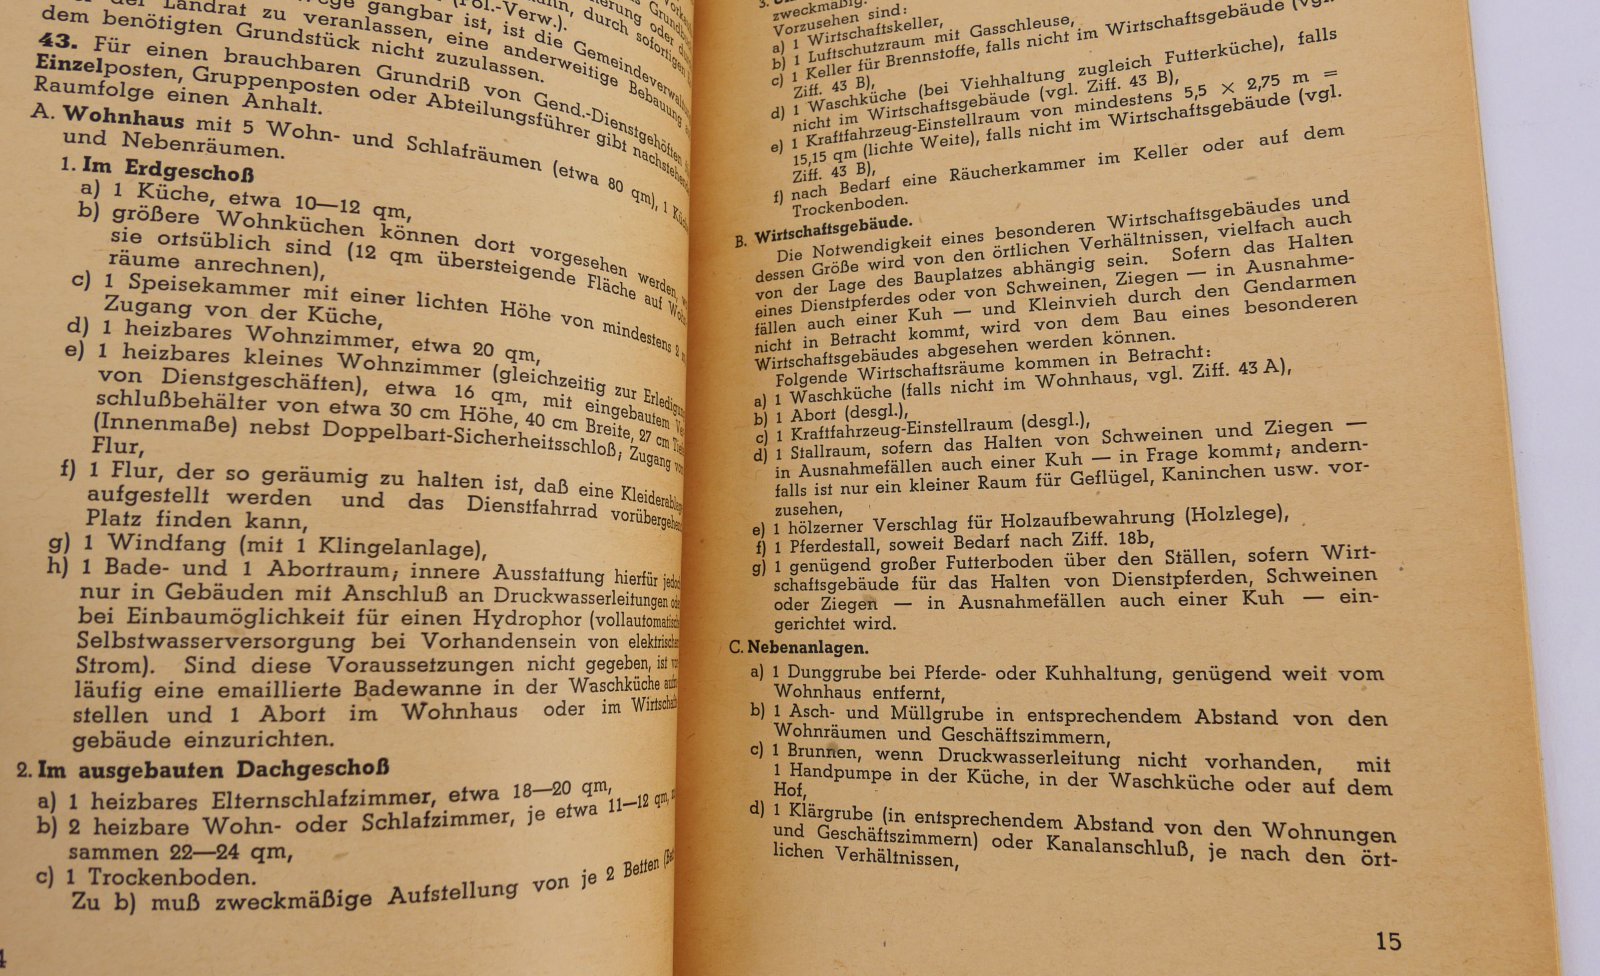 der Landrat zu veranlassen, eine anderweitige Bebauung
gangbar ist, ist die Gemeindeverwaltung
(Pol.-Verw.).
durch sofortigen
dem benötigten Grundstück nicht zuzulassen.
43. Für einen brauchbaren Grundriß von Gend.-Dienstgehöften
Einzelposten, Gruppenposten oder Abteilungsführer gibt nachstehende
Raumfolge einen Anhalt.
A. Wohnhaus mit 5 Wohn- und Schlafräumen (etwa 80 qm), 1 Küche
und Nebenräumen.
1. Im Erdgeschoß
a) 1 Küche, etwa 10—12 qm,
b) größere Wohnküchen können dort vorgesehen werden,
sie ortsüblich sind (12 qm übersteigende Fläche auf
räume anrechnen),
c) 1 Speisekammer mit einer lichten Höhe von mindestens 2 m
Zugang von der Küche,
d) 1 heizbares Wohnzimmer, etwa 20 qm,
e) 1 heizbares kleines Wohnzimmer (gleichzeitig zur Erledigung
von Dienstgeschäften), etwa 16 qm, mit eingebautem
schlußbehälter von etwa 30 cm Höhe, 40 cm Breite, 27 cm
(Innenmaße) nebst Doppelbart-Sicherheitsschloß; Zugang
Flur,
f) 1 Flur, der so geräumig zu halten ist, daß eine Kleiderablage
aufgestellt werden und das Dienstfahrrad vorübergehend
Platz finden kann,
g) 1 Windfang (mit 1 Klingelanlage),
h) 1 Bade- und 1 Abortraum; innere Ausstattung hierfür jedoch
nur in Gebäuden mit Anschluß an Druckwasserleitungen
bei Einbaumöglichkeit für einen Hydrophor (vollautomatische
Selbstwasserversorgung bei Vorhandensein von elektrischem
Strom). Sind diese Voraussetzungen nicht gegeben, ist
läufig eine emaillierte Badewanne in der Waschküche
stellen und 1 Abort im Wohnhaus oder im Wirtschafts-
gebäude einzurichten.
2. Im ausgebauten Dachgeschoß
a) 1 heizbares Elternschlafzimmer, etwa 18—20 qm,
b) 2 heizbare Wohn- oder Schlafzimmer, je etwa 11—12 qm,
sammen 22—24 qm,
c) 1 Trockenboden.
Zu b) muß zweckmäßige Aufstellung von je 2 Betten
4
zweckmäßig.
Vorzusehen sind:
a) 1 Wirtschaftskeller,
b) 1 Luftschutzraum mit Gasschleuse,
c) 1 Keller für Brennstoffe, falls nicht im Wirtschaftsgebäude (vgl.
Ziff. 43 B),
d) 1 Waschküche (bei Viehhaltung zugleich Futterküche), falls
nicht im Wirtschaftsgebäude (vgl. Ziff. 43 B),
e) 1 Kraftfahrzeug-Einstellraum von mindestens 5,5 × 2,75 m =
15,15 qm (lichte Weite), falls nicht im Wirtschaftsgebäude (vgl.
Ziff. 43 B),
f) nach Bedarf eine Räucherkammer im Keller oder auf dem
Trockenboden.
B. Wirtschaftsgebäude.
Die Notwendigkeit eines besonderen Wirtschaftsgebäudes und
dessen Größe wird von den örtlichen Verhältnissen, vielfach auch
von der Lage des Bauplatzes abhängig sein. Sofern das Halten
eines Dienstpferdes oder von Schweinen, Ziegen — in Ausnahme-
fällen auch einer Kuh — und Kleinvieh durch den Gendarmen
nicht in Betracht kommt, wird von dem Bau eines besonderen
Wirtschaftsgebäudes abgesehen werden können.
Folgende Wirtschaftsräume kommen in Betracht:
a) 1 Waschküche (falls nicht im Wohnhaus, vgl. Ziff. 43 A),
b) 1 Abort (desgl.),
c) 1 Kraftfahrzeug-Einstellraum (desgl.),
d) 1 Stallraum, sofern das Halten von Schweinen und Ziegen —
in Ausnahmefällen auch einer Kuh — in Frage kommt; andern-
falls ist nur ein kleiner Raum für Geflügel, Kaninchen usw. vor-
zusehen,
e) 1 hölzerner Verschlag für Holzaufbewahrung (Holzlege),
f) 1 Pferdestall, soweit Bedarf nach Ziff. 18b,
g) 1 genügend großer Futterboden über den Ställen, sofern Wirt-
schaftsgebäude für das Halten von Dienstpferden, Schweinen
oder Ziegen — in Ausnahmefällen auch einer Kuh — ein-
gerichtet wird.
C. Nebenanlagen.
a) 1 Dunggrube bei Pferde- oder Kuhhaltung, genügend weit vom
Wohnhaus entfernt,
b) 1 Asch- und Müllgrube in entsprechendem Abstand von den
Wohnräumen und Geschäftszimmern,
c) 1 Brunnen, wenn Druckwasserleitung nicht vorhanden, mit
1 Handpumpe in der Küche, in der Waschküche oder auf dem
Hof,
d) 1 Klärgrube (in entsprechendem Abstand von den Wohnungen
und Geschäftszimmern) oder Kanalanschluß, je nach den ört-
lichen Verhältnissen,
15